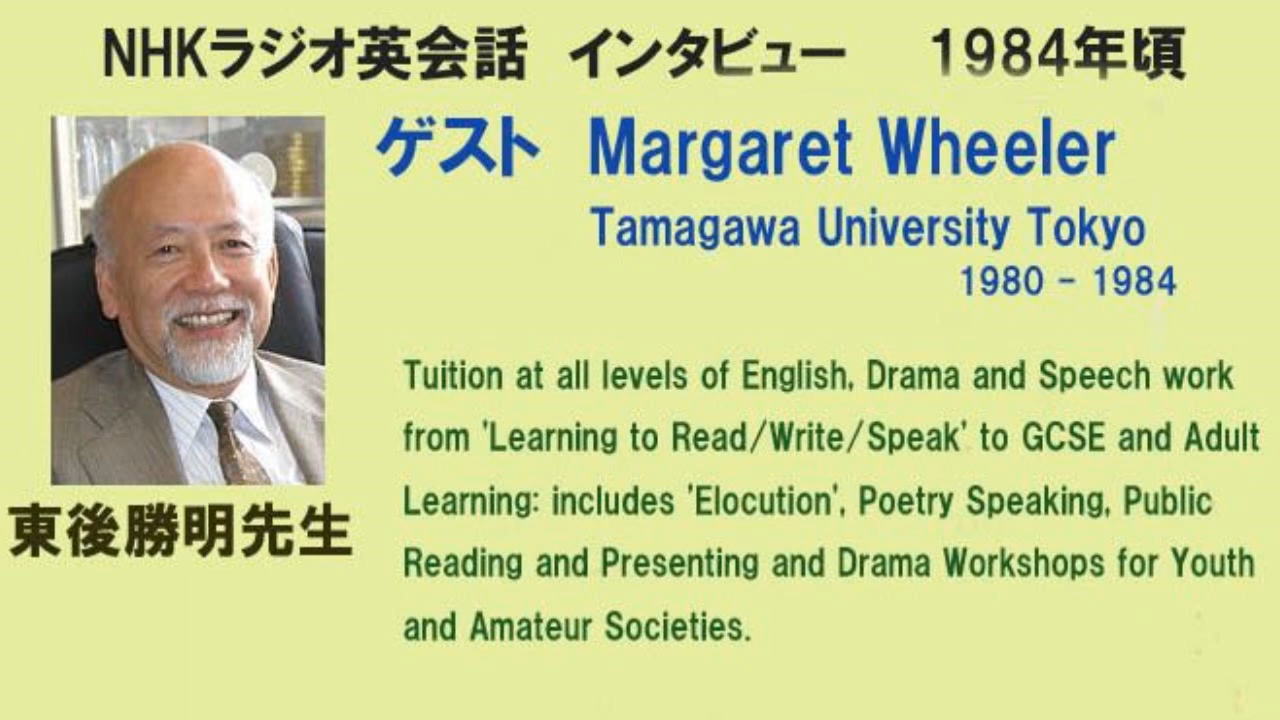 NHKラジオ英会話 インタビュー 1984年頃
ゲスト Margaret Wheeler
Tamagawa University Tokyo
1980 - 1984
Tuition at all levels of English, Drama and Speech work
from 'Learning to Read/Write/Speak' to GCSE and Adult
Learning: includes 'Elocution', Poetry Speaking, Public
Reading and Presenting and Drama Workshops for Youth
and Amateur Societies.
東後勝明先生